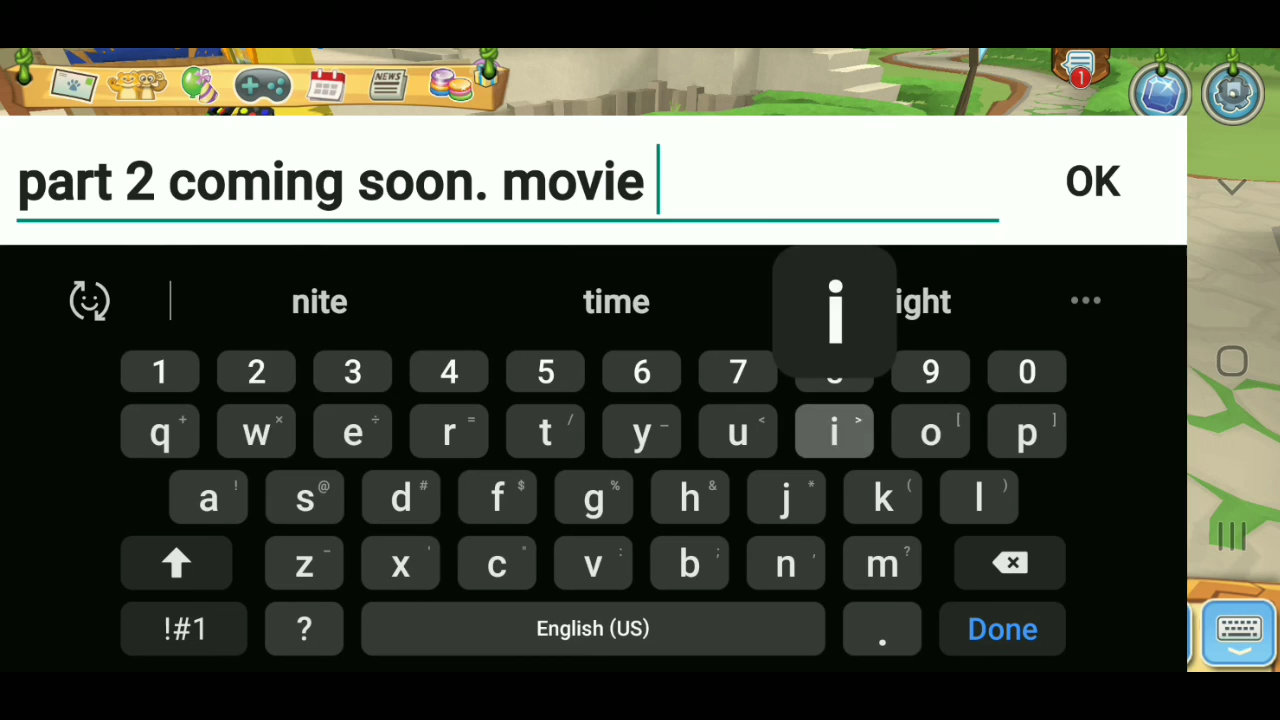 NEWS
1
part 2 coming soon. movie
OK
i
nite time ight
1 2 3 4 5 6 7 8 9 0
q + w × e ÷ r = t / y _ u < i > o [ p ]
a ! s @ d # f $ g % h & j * k ( l )
z - x ' c " v : b ; n , m ?
!#1 ? English (US) . Done